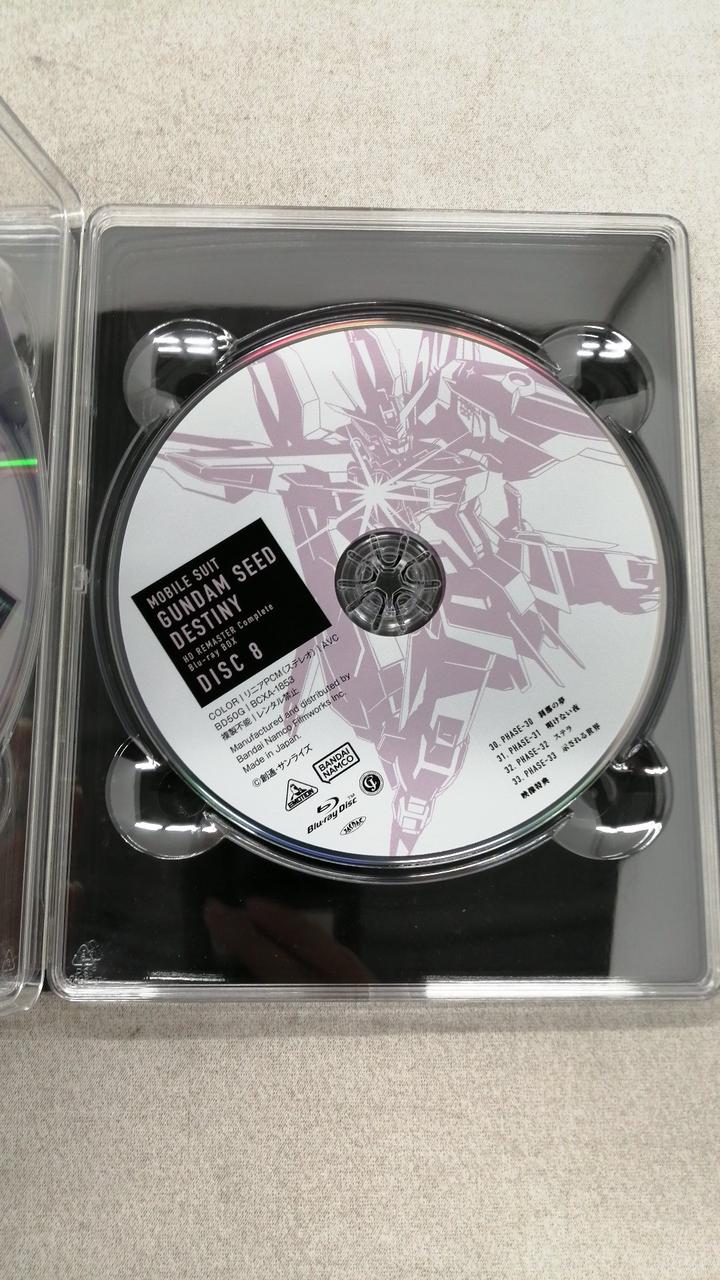 MOBILE SUIT
GUNDAM SEED
DESTINY
HD REMASTER Complete
Blu-ray BOX
DISC 8
COLOR | リニアPCM(ステレオ) | AVC
BD50G | BCXA-1853
複製不能 | レンタル禁止
Manufactured and distributed by
Bandai Namco Filmworks Inc.
Made in Japan.
©創通・サンライズ
EMOTION
BANDAI
NAMCO
Blu-ray Disc™
30. PHASE-30 刹那の夢
31. PHASE-31 明けない夜
32. PHASE-32 ステラ
33. PHASE-33 示される世界
映像特典